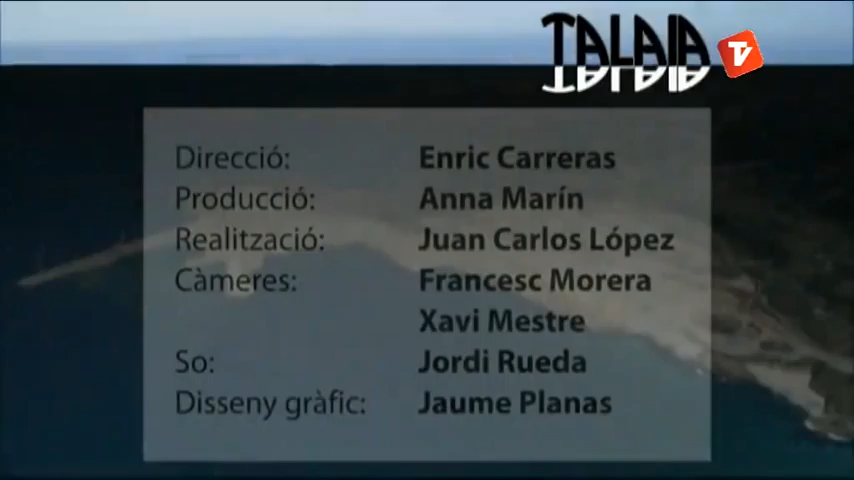 TALAIA
Direcció: Enric Carreras
Producció: Anna Marín
Realització: Juan Carlos López
Càmeres: Francesc Morera
Xavi Mestre
So: Jordi Rueda
Disseny gràfic: Jaume Planas